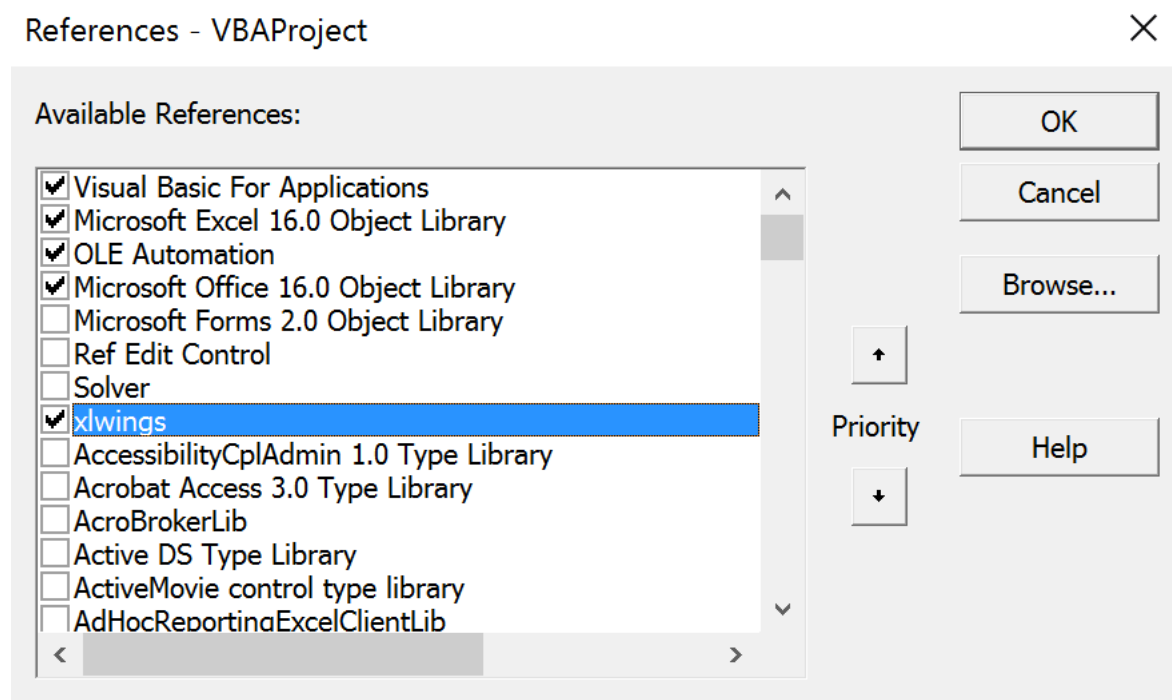 References - VBAProject
Available References:
OK
Cancel
Browse...
Priority
Help
Visual Basic For Applications
Microsoft Excel 16.0 Object Library
OLE Automation
Microsoft Office 16.0 Object Library
Microsoft Forms 2.0 Object Library
Ref Edit Control
Solver
xlwings
AccessibilityCplAdmin 1.0 Type Library
Acrobat Access 3.0 Type Library
AcroBrokerLib
Active DS Type Library
ActiveMovie control type library
AdHocReportingExcelClientLib